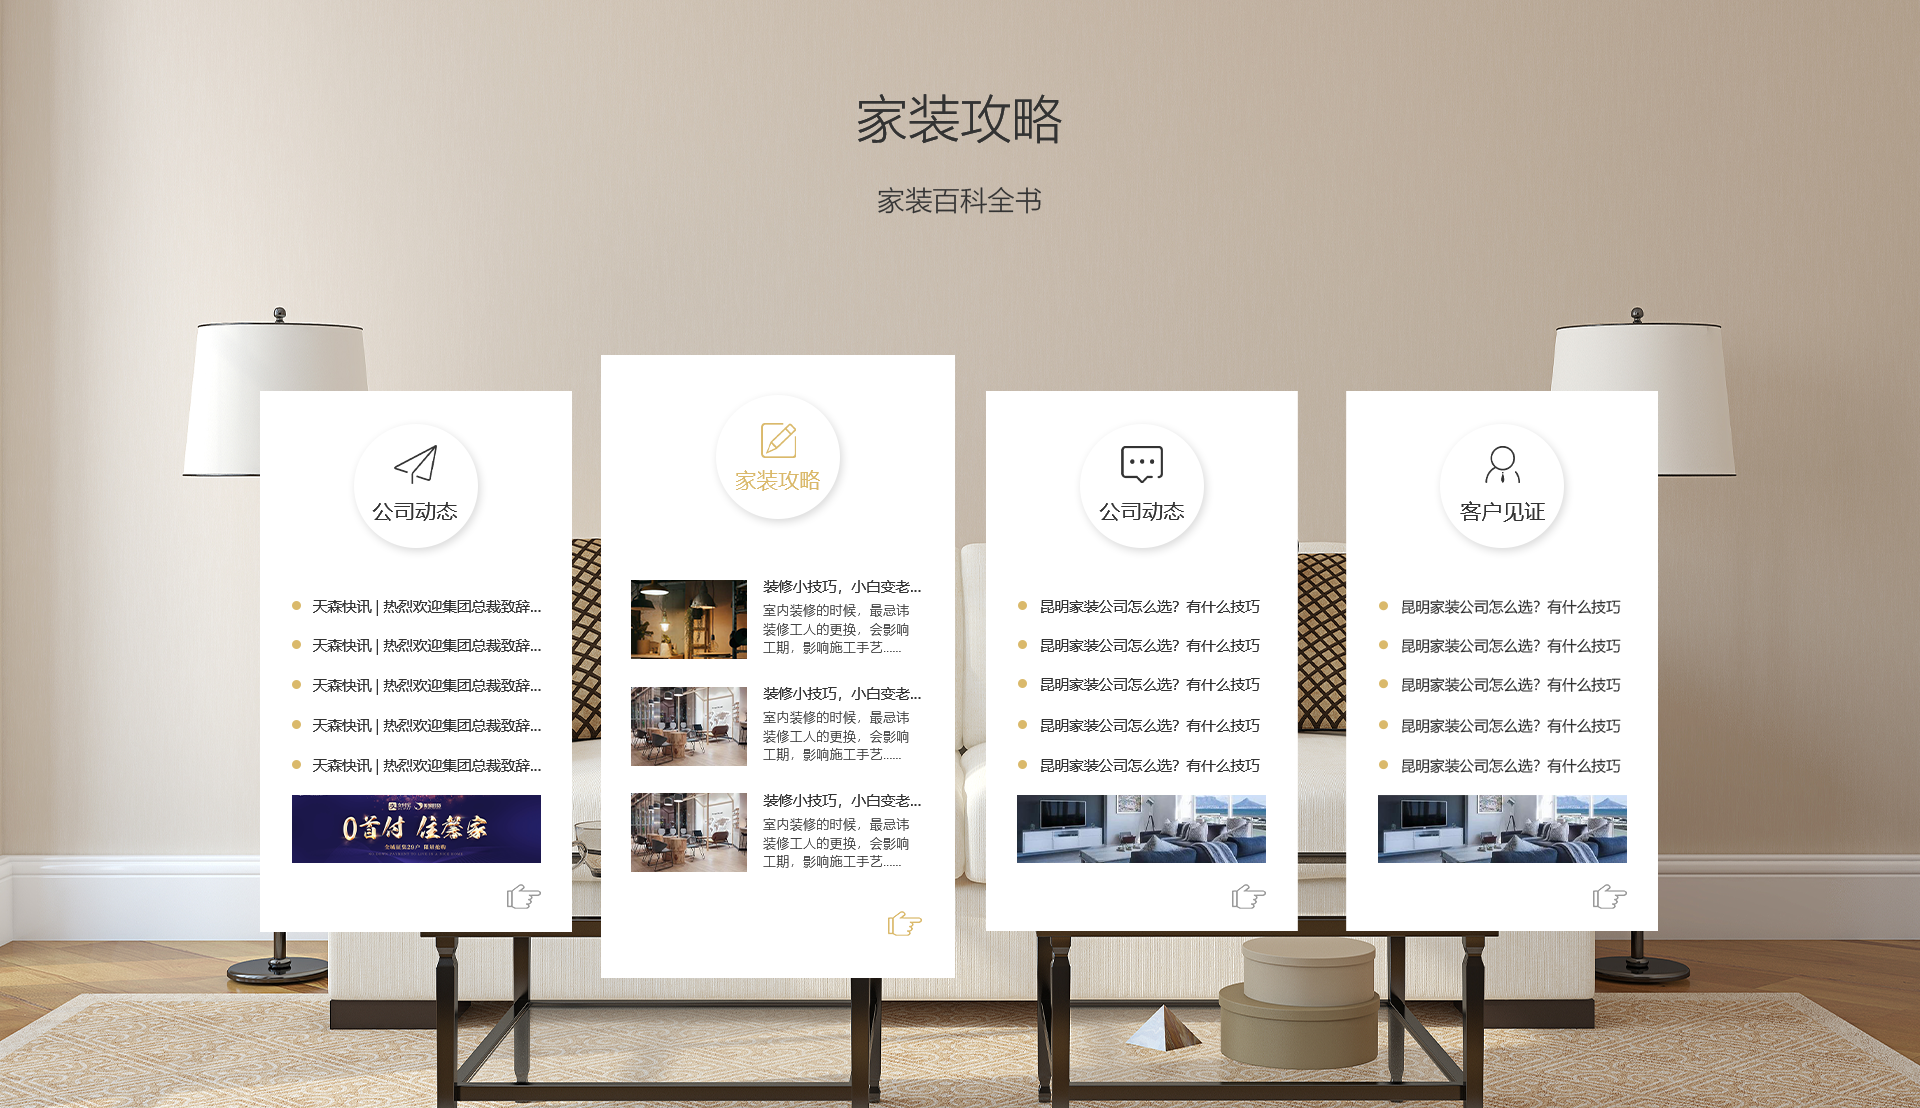 家装攻略
家装百科全书
公司动态
天森快讯 | 热烈欢迎集团总裁致辞...
天森快讯 | 热烈欢迎集团总裁致辞...
天森快讯 | 热烈欢迎集团总裁致辞...
天森快讯 | 热烈欢迎集团总裁致辞...
天森快讯 | 热烈欢迎集团总裁致辞...
0首付 住馨家
家装攻略
装修小技巧，小白变老...
室内装修的时候，最忌讳
装修工人的更换，会影响
工期，影响施工手艺......
装修小技巧，小白变老...
室内装修的时候，最忌讳
装修工人的更换，会影响
工期，影响施工手艺......
装修小技巧，小白变老...
室内装修的时候，最忌讳
装修工人的更换，会影响
工期，影响施工手艺......
公司动态
昆明家装公司怎么选？有什么技巧
昆明家装公司怎么选？有什么技巧
昆明家装公司怎么选？有什么技巧
昆明家装公司怎么选？有什么技巧
昆明家装公司怎么选？有什么技巧
客户见证
昆明家装公司怎么选？有什么技巧
昆明家装公司怎么选？有什么技巧
昆明家装公司怎么选？有什么技巧
昆明家装公司怎么选？有什么技巧
昆明家装公司怎么选？有什么技巧